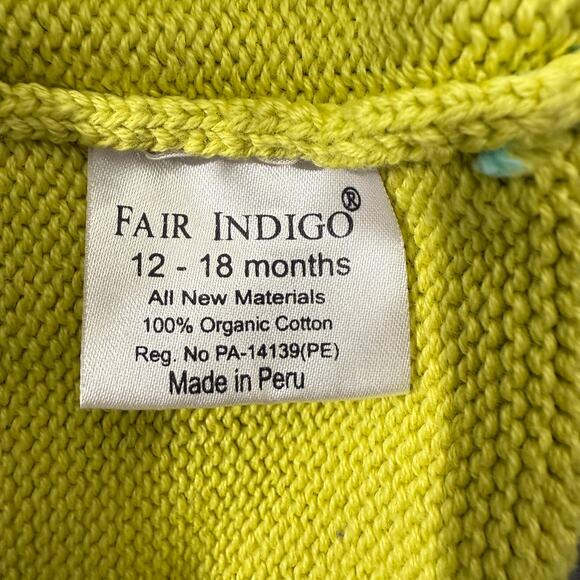 FAIR INDIGO®
12 - 18 months
All New Materials
100% Organic Cotton
Reg. No PA-14139(PE)
Made in Peru